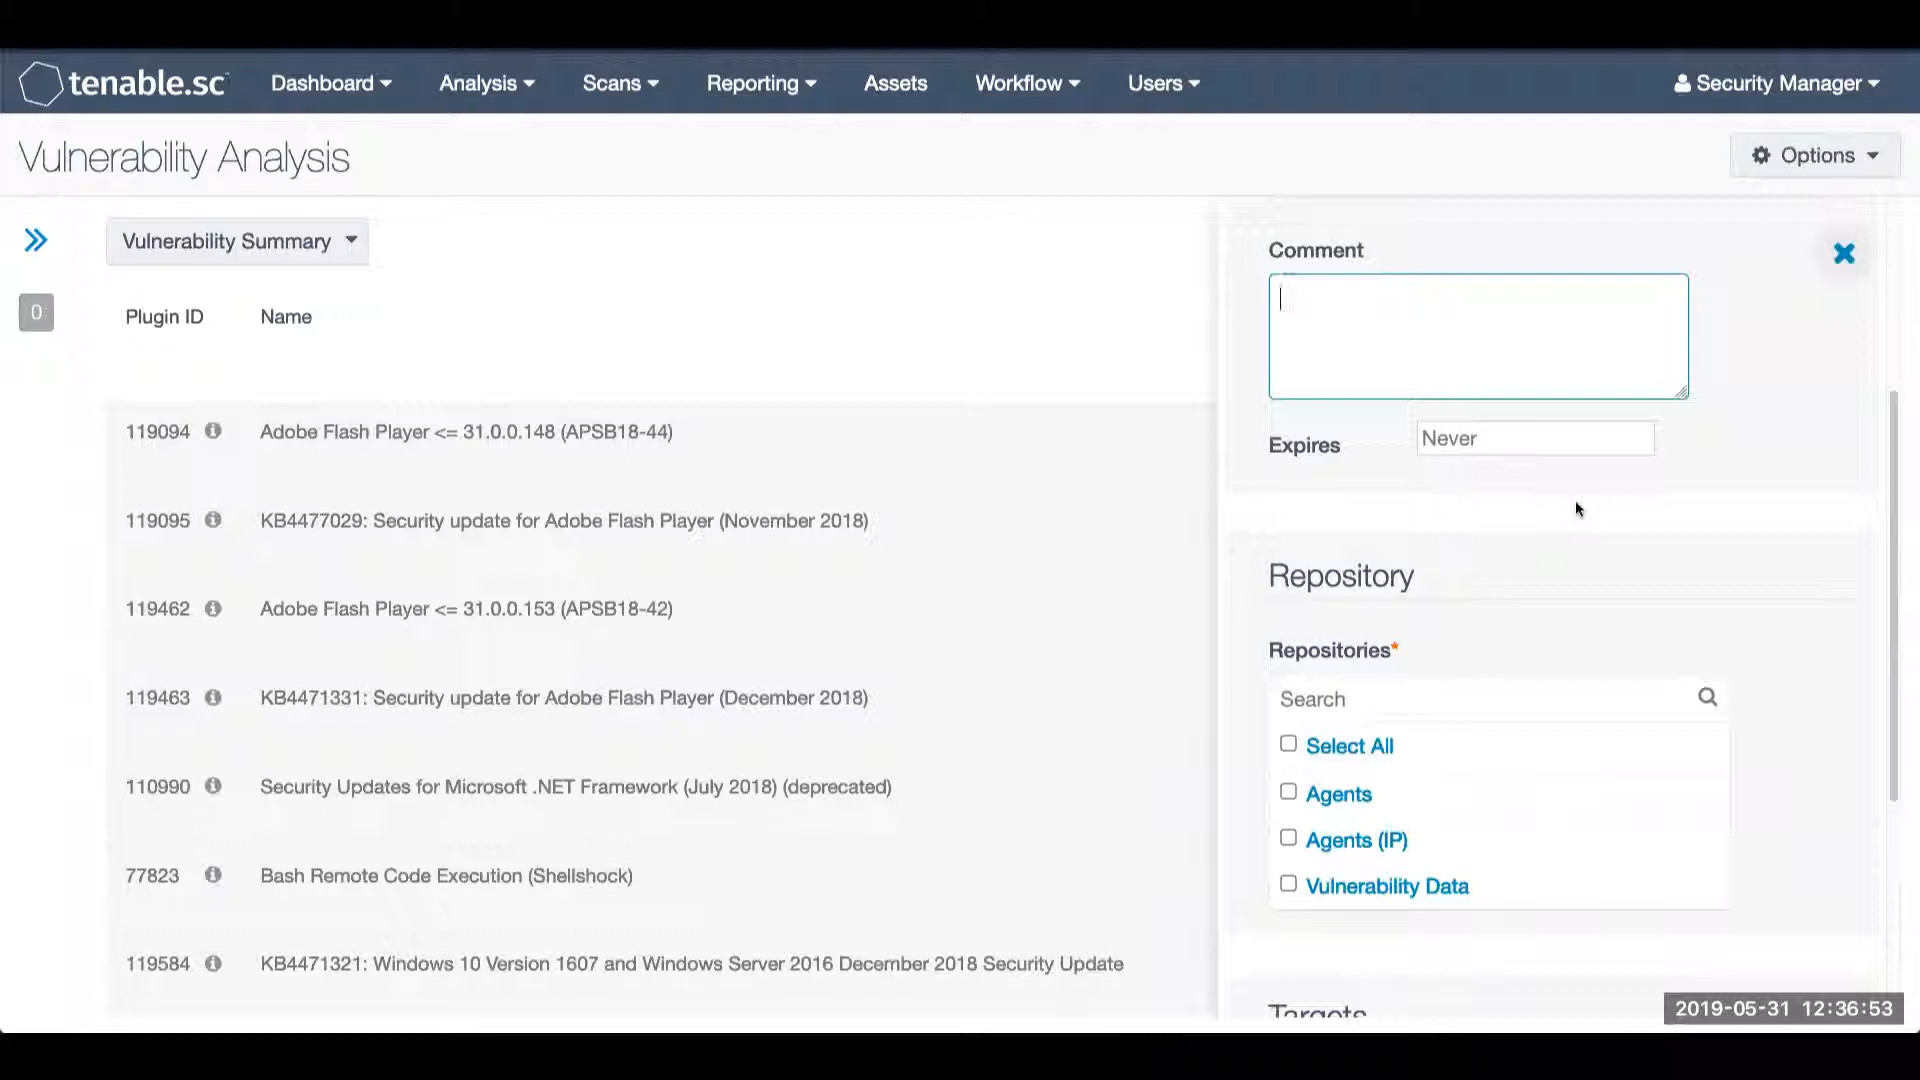 tenable.sc Dashboard Analysis Scans Reporting Assets Workflow Users Security Manager
Vulnerability Analysis
Options
Vulnerability Summary
0
Plugin ID Name
119094 Adobe Flash Player <= 31.0.0.148 (APSB18-44)
119095 KB4477029: Security update for Adobe Flash Player (November 2018)
119462 Adobe Flash Player <= 31.0.0.153 (APSB18-42)
119463 KB4471331: Security update for Adobe Flash Player (December 2018)
110990 Security Updates for Microsoft .NET Framework (July 2018) (deprecated)
77823 Bash Remote Code Execution (Shellshock)
119584 KB4471321: Windows 10 Version 1607 and Windows Server 2016 December 2018 Security Update
Comment
Expires Never
Repository
Repositories*
Search
Select All
Agents
Agents (IP)
Vulnerability Data
Targets
2019-05-31 12:36:53